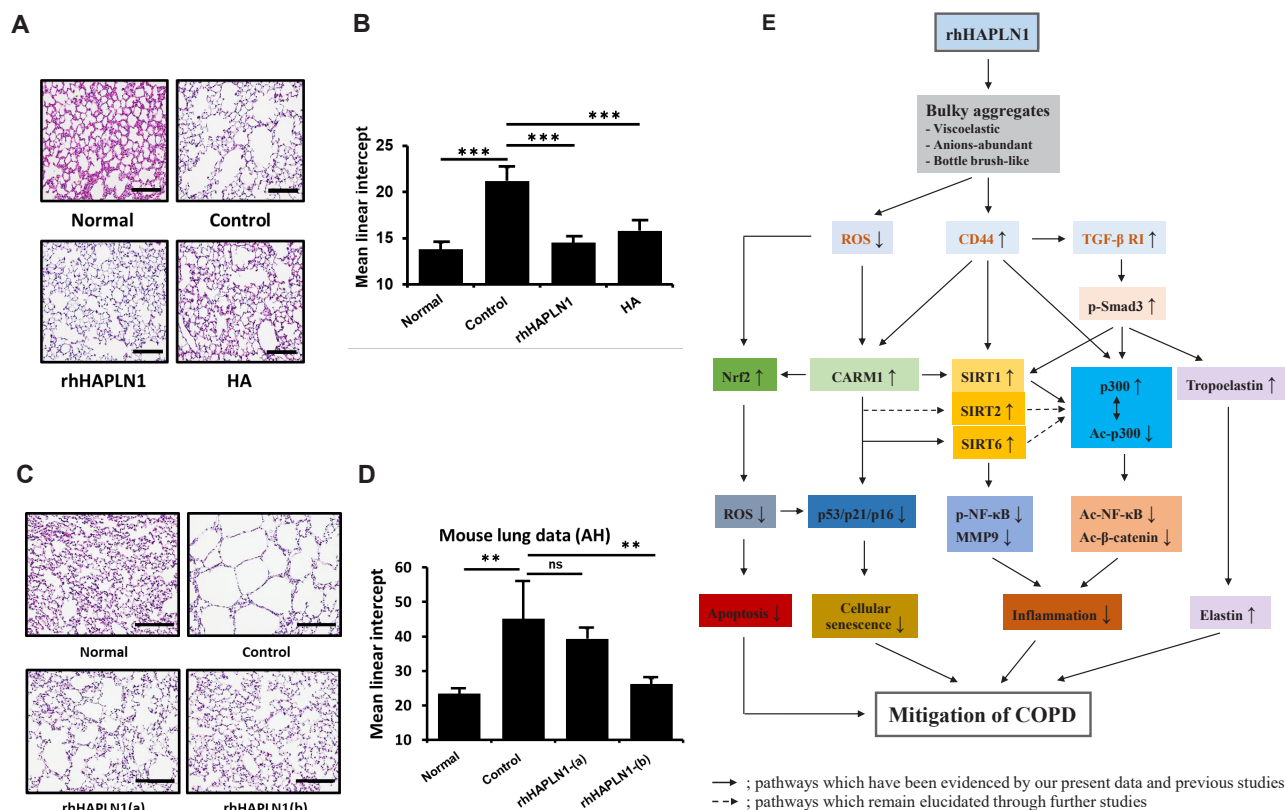 A
Normal
Control
rhHAPLN1
HA
B
Mean linear intercept
25
20
15
10
***
***
***
Normal
Control
rhHAPLN1
HA
C
Normal
Control
rhHAPLN1(a)
rhHAPLN1(b)
D
Mouse lung data (AH)
Mean linear intercept
60
50
40
30
20
10
**
ns
**
Normal
Control
rhHAPLN1-(a)
rhHAPLN1-(b)
E
rhHAPLN1
Bulky aggregates
- Viscoelastic
- Anions-abundant
- Bottle brush-like
ROS ↓
CD44 ↑
TGF-β RI ↑
p-Smad3 ↑
Nrf2 ↑
CARM1 ↑
SIRT1 ↑
SIRT2 ↑
SIRT6 ↑
p300 ↑
Ac-p300 ↓
Tropoelastin ↑
ROS ↓
p53/p21/p16 ↓
p-NF-κB ↓
MMP9 ↓
Ac-NF-κB ↓
Ac-β-catenin ↓
Apoptosis ↓
Cellular
senescence ↓
Inflammation ↓
Elastin ↑
Mitigation of COPD
; pathways which have been evidenced by our present data and previous studies
; pathways which remain elucidated through further studies